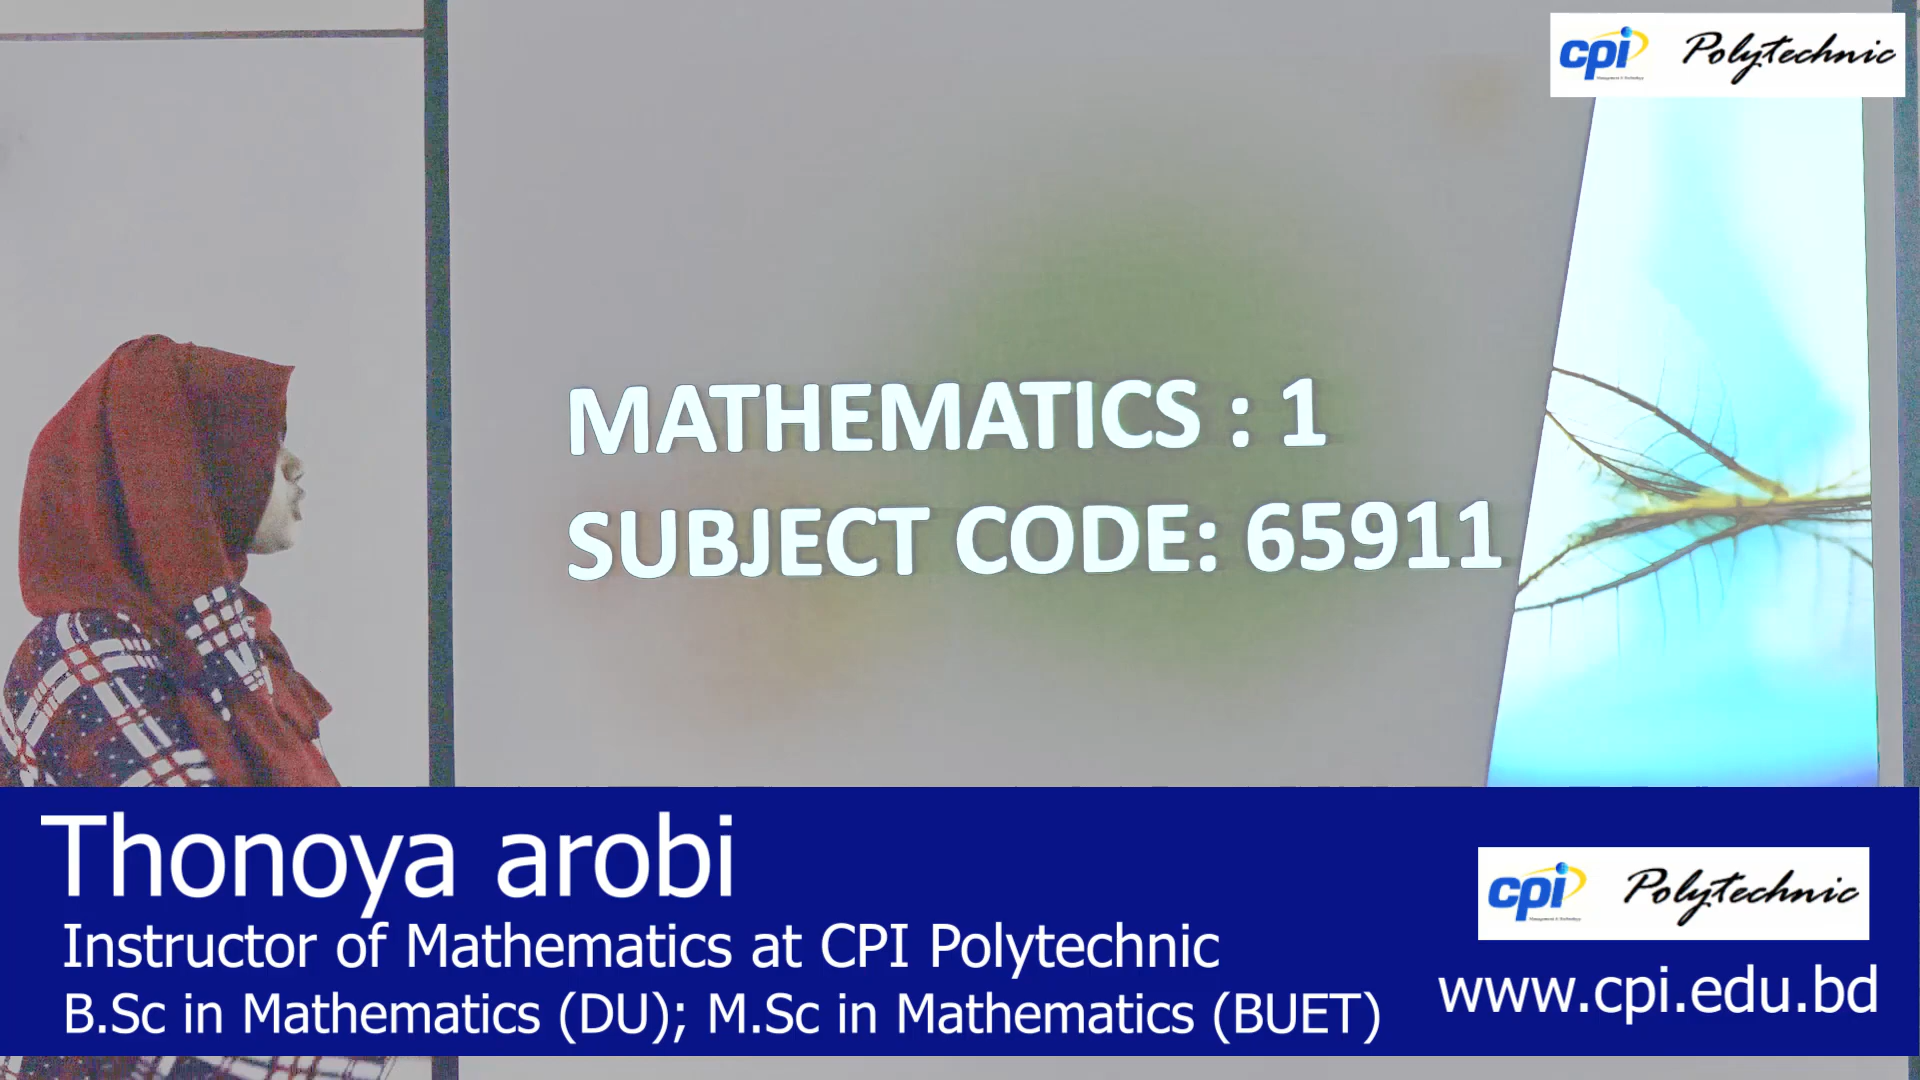 cpi Polytechnic
MATHEMATICS : 1
SUBJECT CODE: 65911
Thonoya arobi
Instructor of Mathematics at CPI Polytechnic
B.Sc in Mathematics (DU); M.Sc in Mathematics (BUET)
cpi Polytechnic
www.cpi.edu.bd